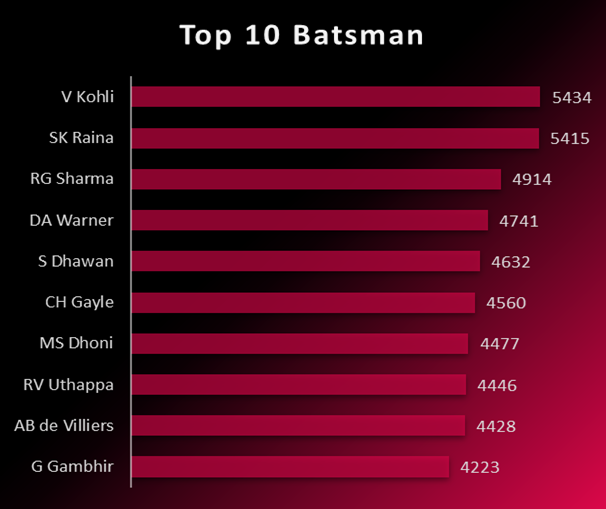 Top 10 Batsman
V Kohli 5434
SK Raina 5415
RG Sharma 4914
DA Warner 4741
S Dhawan 4632
CH Gayle 4560
MS Dhoni 4477
RV Uthappa 4446
AB de Villiers 4428
G Gambhir 4223